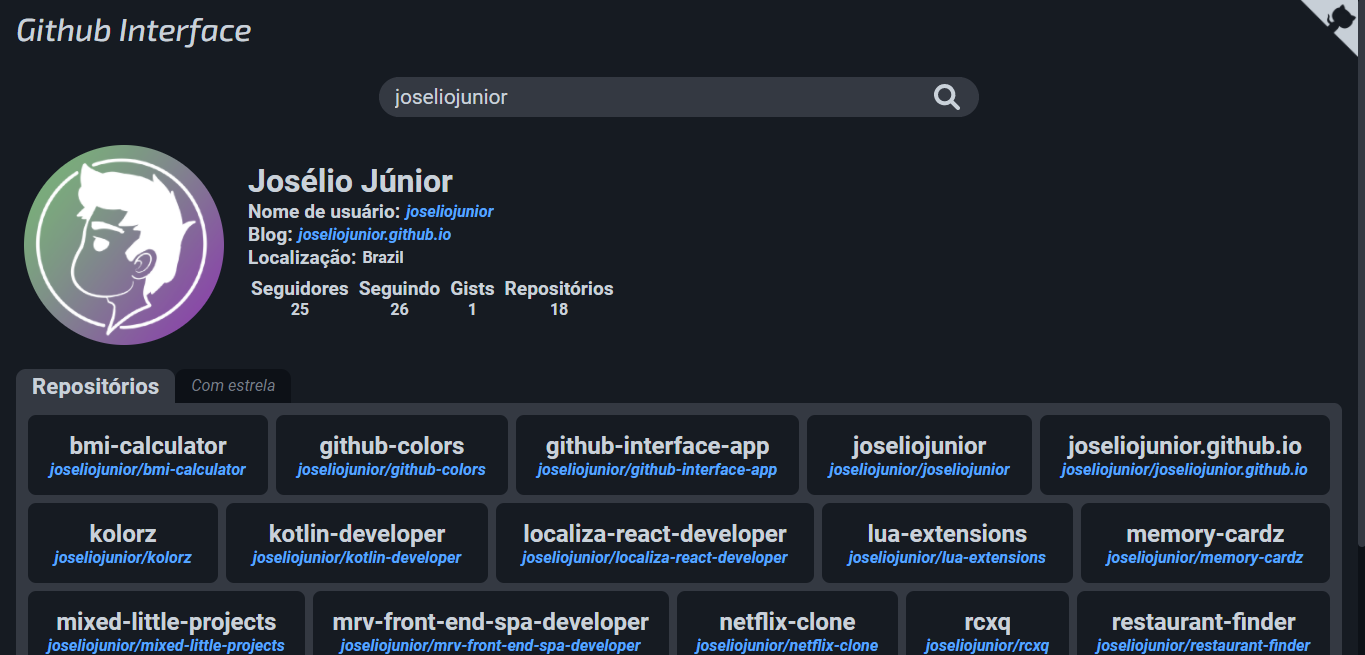 Github Interface
joseliojunior
Josélio Júnior
Nome de usuário: joseliojunior
Blog: joseliojunior.github.io
Localização: Brazil
Seguidores Seguindo Gists Repositórios
25 26 1 18
Repositórios Com estrela
bmi-calculator github-colors github-interface-app joseliojunior joseliojunior.github.io
joseliojunior/bmi-calculator joseliojunior/github-colors joseliojunior/github-interface-app joseliojunior/joseliojunior joseliojunior/joseliojunior.github.io
kolorz kotlin-developer localiza-react-developer lua-extensions memory-cardz
joseliojunior/kolorz joseliojunior/kotlin-developer joseliojunior/localiza-react-developer joseliojunior/lua-extensions joseliojunior/memory-cardz
mixed-little-projects mrv-front-end-spa-developer netflix-clone rcxq restaurant-finder
joseliojunior/mixed-little-projects joseliojunior/mrv-front-end-spa-developer joseliojunior/netflix-clone joseliojunior/rcxq joseliojunior/restaurant-finder